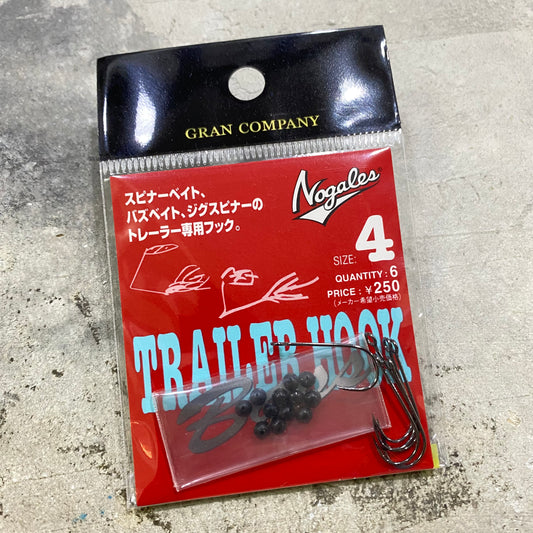 GRAN COMPANY
スピナーベイト、
バズベイト、ジグスピナーの
トレーラー専用フック。
Nogales
SIZE: 4
QUANTITY : 6
PRICE : ¥250
(メーカー希望小売価格)
TRAILER HOOK